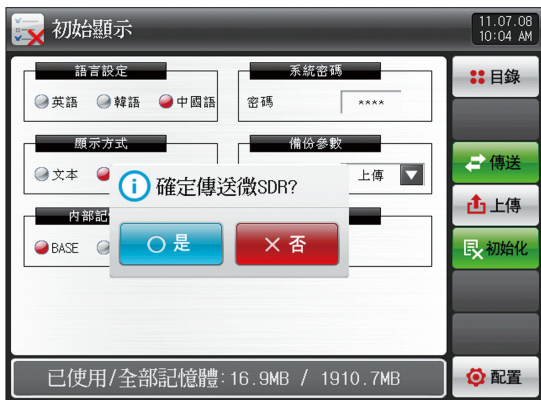 初始顯示
11.07.08
10:04 AM
語言設定
系統密碼
英語 韓語 中國語
密碼 ****
顯示方式
備份參數
文本
上傳
內部記
BASE
確定傳送微SDR?
是
否
已使用/全部記憶體:16.9MB / 1910.7MB
目錄
傳送
上傳
初始化
配置